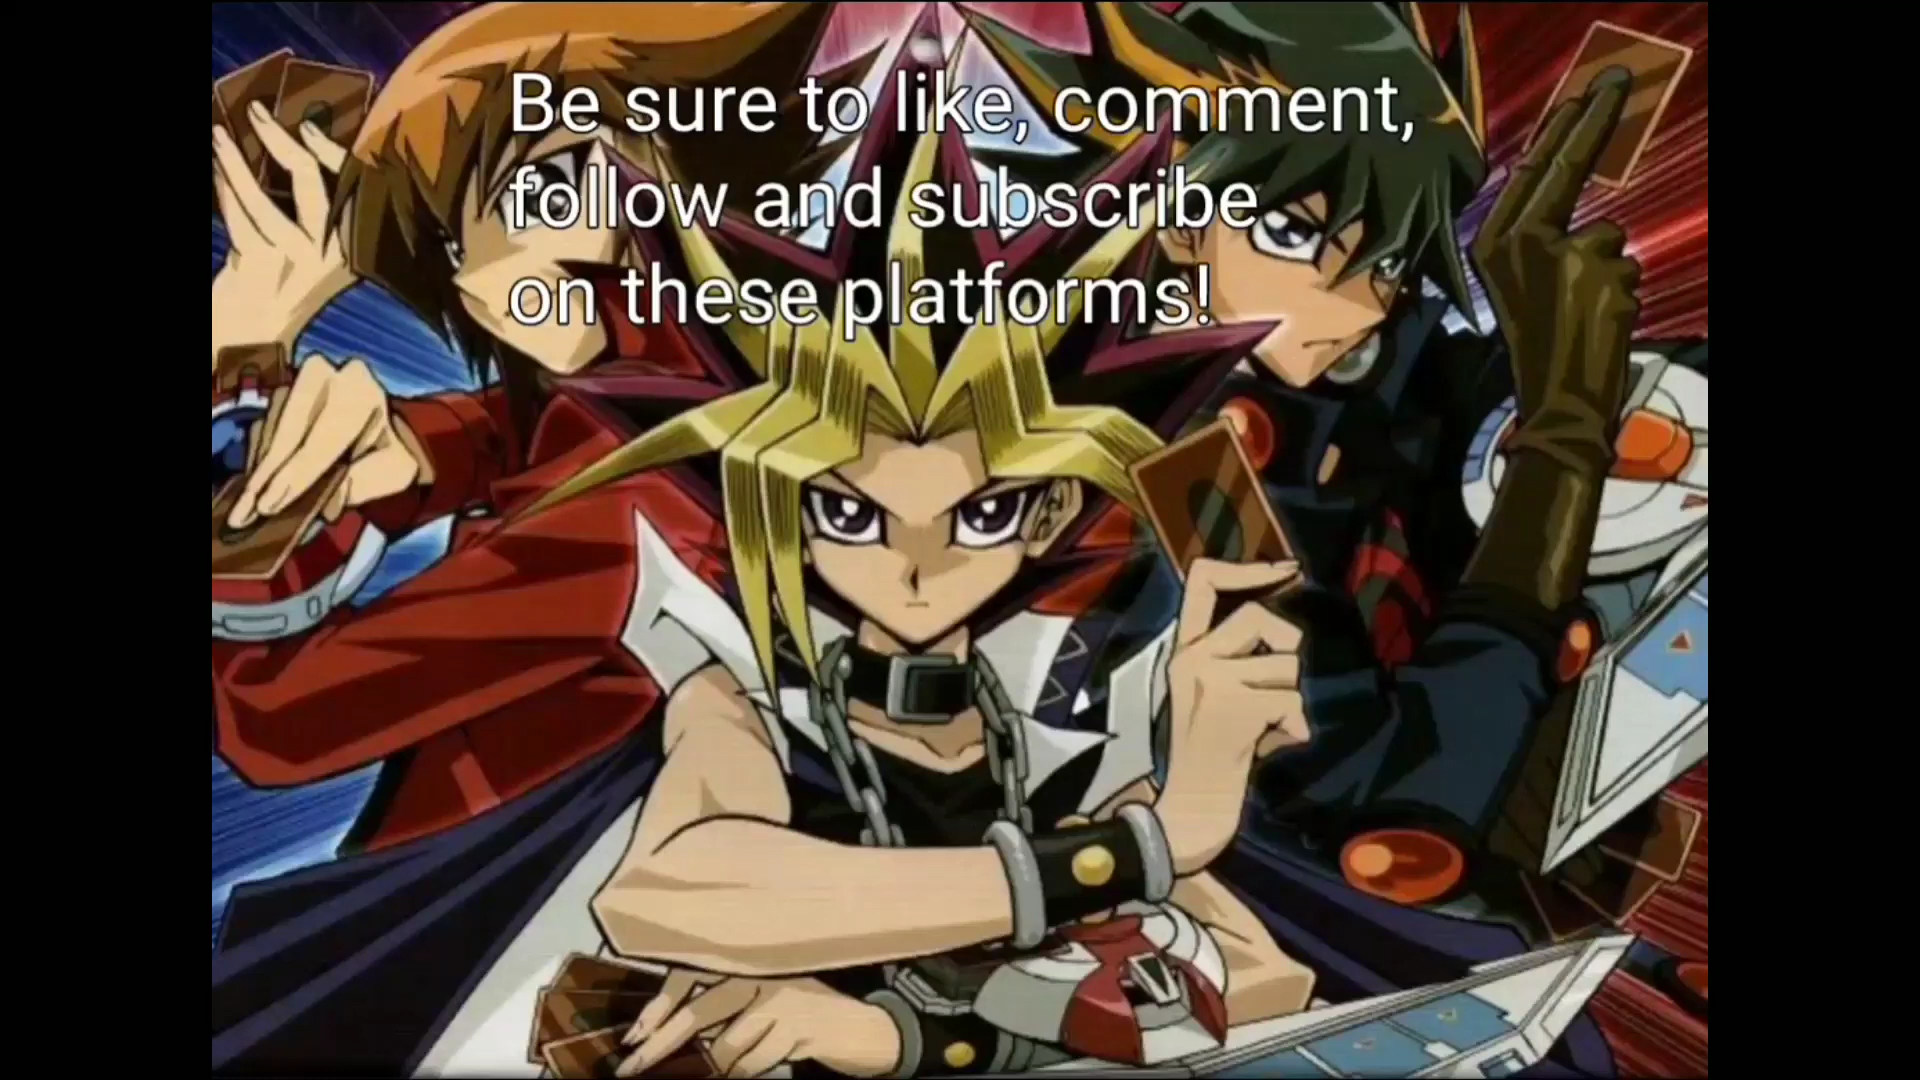 Be sure to like, comment,
follow and subscribe
on these platforms!